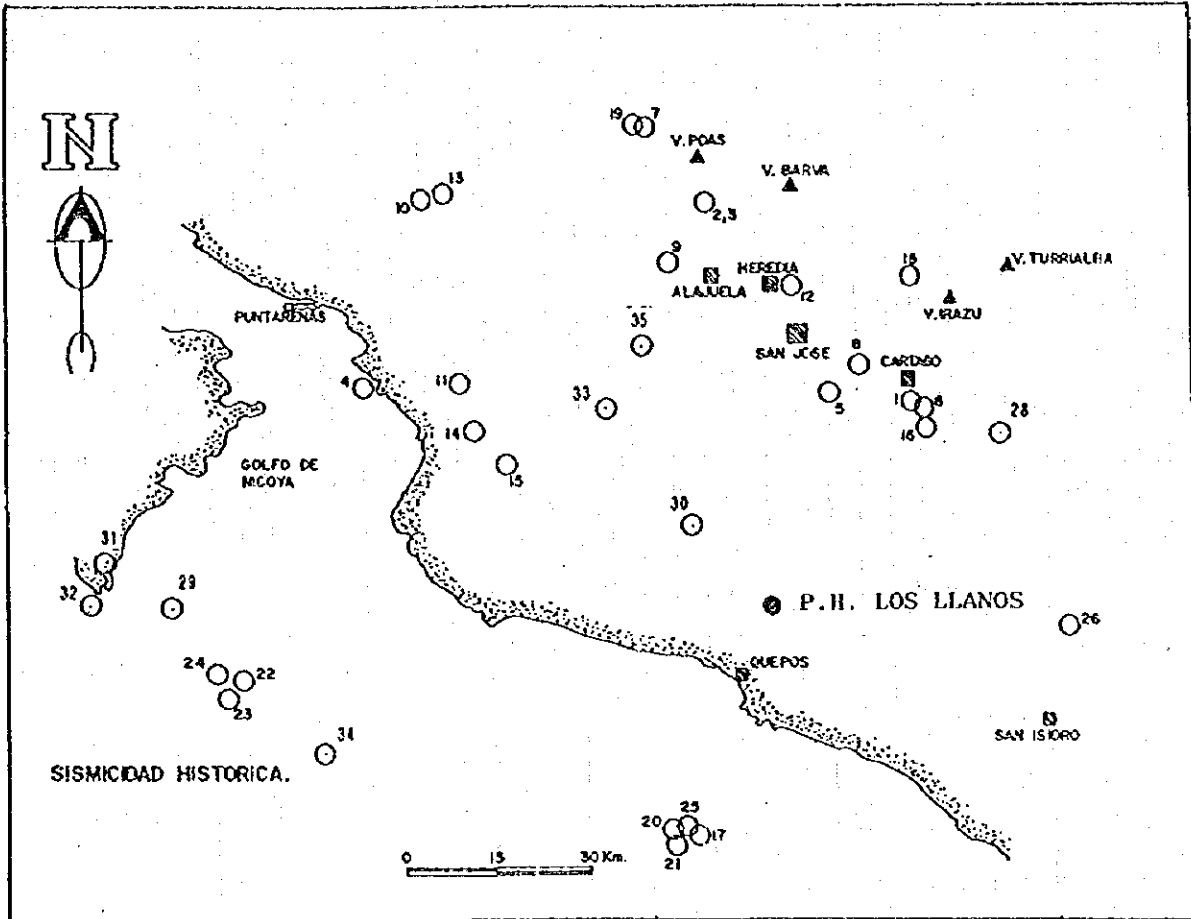 N
19
7
V. POAS
V. BARVA
10
13
2,3
9
ALAJUELA
HEREDIA
12
18
V. TURRIALBA
V. IRAZU
PUNTARENAS
35
SAN JOSE
8
CARTAGO
4
11
33
5
1
6
16
28
14
15
GOLFO DE
NICOYA
30
31
32
29
P.H. LOS LLANOS
26
24
22
23
QUEPOS
SAN ISIDRO
34
SISMICIDAD HISTORICA.
20
25
17
21
0 15 30 Km.